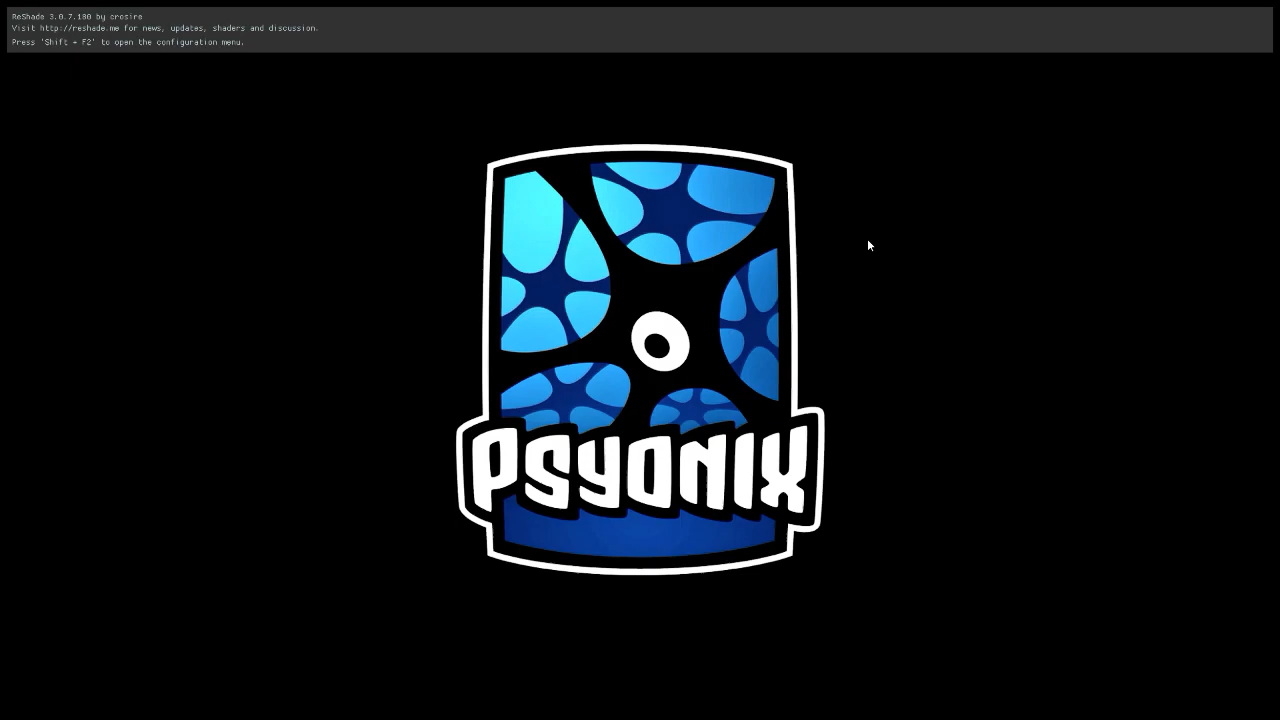 ReShade 3.0.7.180 by crosire
Visit http://reshade.me for news, updates, shaders and discussion.
Press 'Shift + F2' to open the configuration menu.
PSYONIX